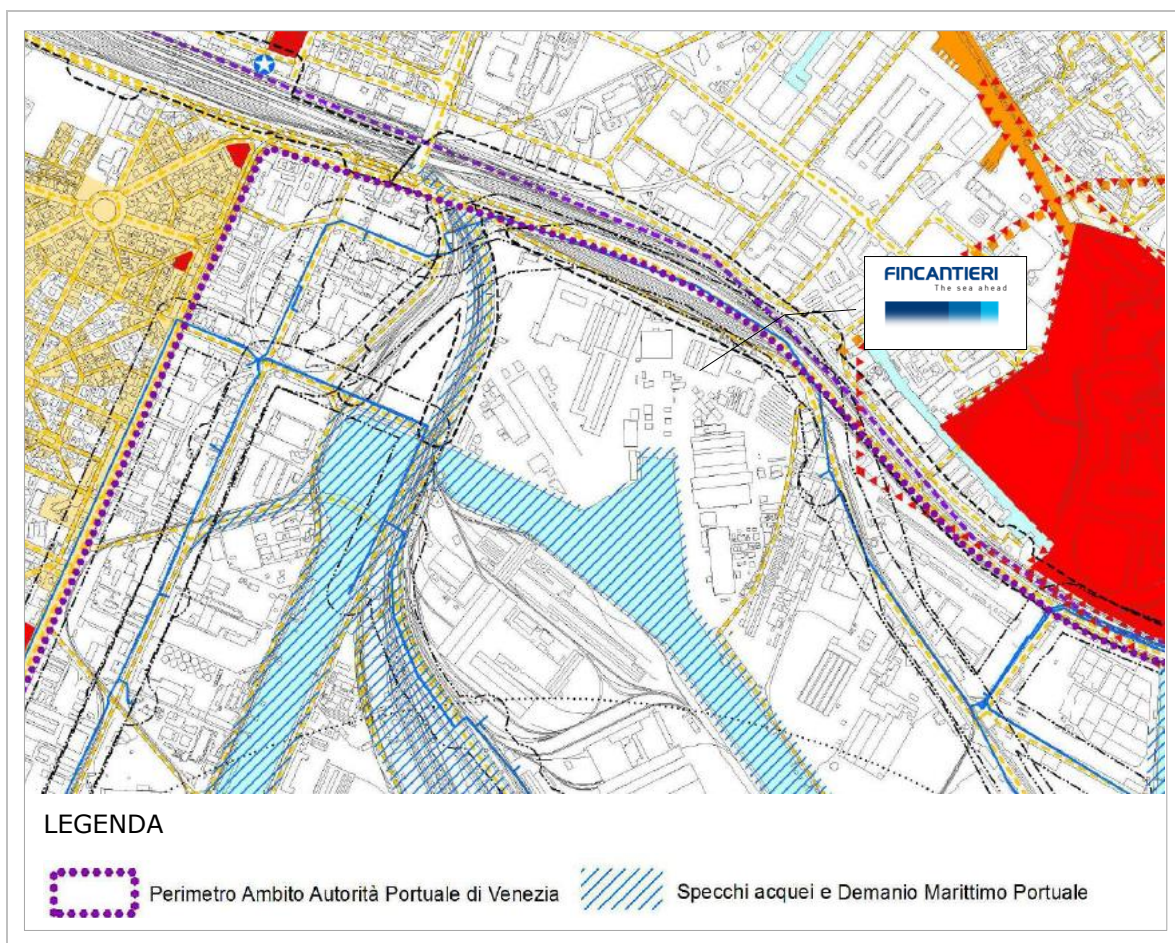 FINCANTIERI
The sea ahead
LEGENDA
Perimetro Ambito Autorità Portuale di Venezia
Specchi acquei e Demanio Marittimo Portuale